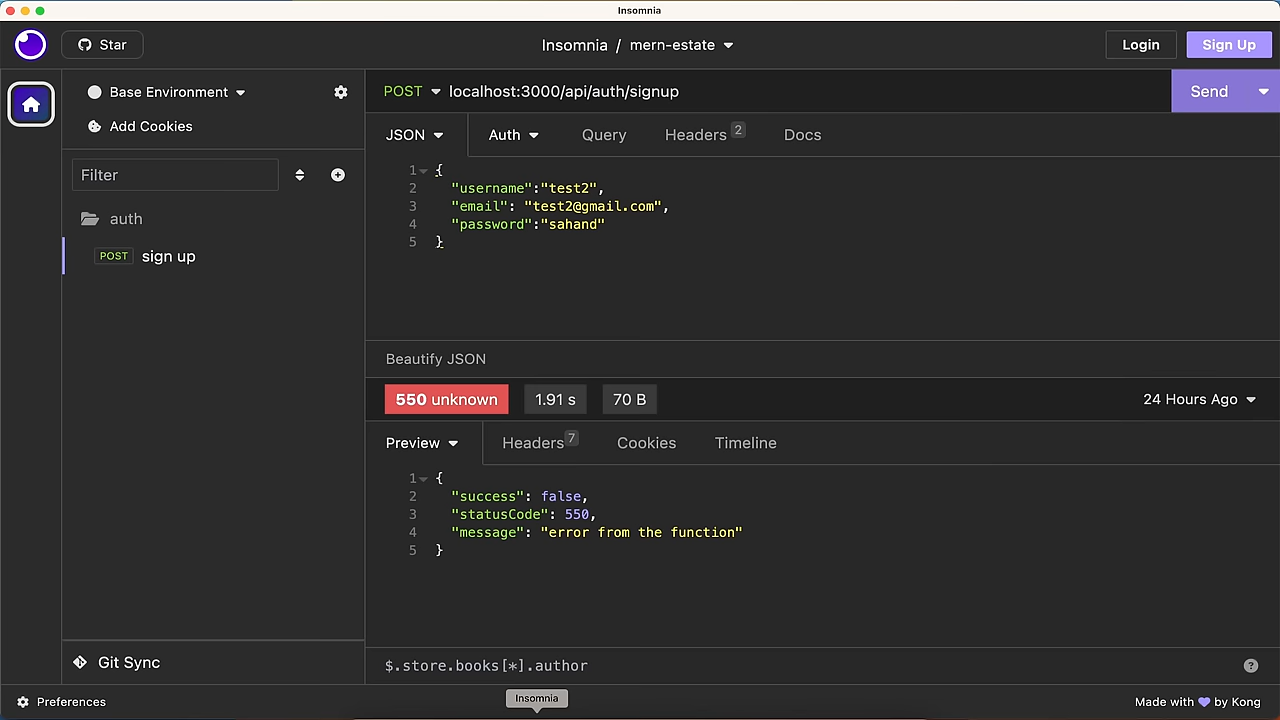 Insomnia
Star
Insomnia / mern-estate
Login
Sign Up
Base Environment
POST localhost:3000/api/auth/signup
Send
Add Cookies
JSON Auth Query Headers 2 Docs
Filter
auth
POST sign up
1 {
2 "username":"test2",
3 "email": "test2@gmail.com",
4 "password":"sahand"
5 }
Beautify JSON
550 unknown 1.91 s 70 B 24 Hours Ago
Preview Headers 7 Cookies Timeline
1 {
2 "success": false,
3 "statusCode": 550,
4 "message": "error from the function"
5 }
Git Sync
$.store.books[*].author
?
Preferences
Insomnia
Made with 💜 by Kong